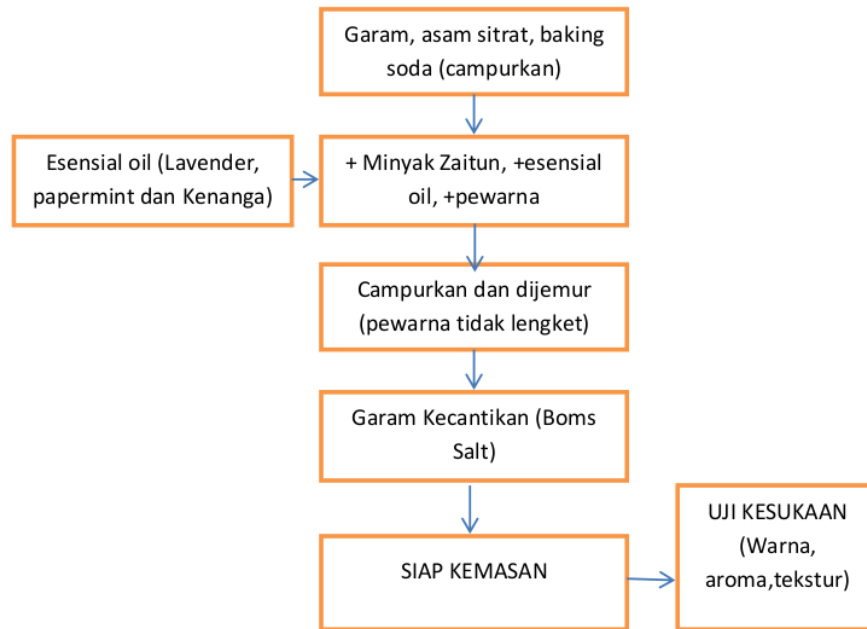 Garam, asam sitrat, baking
soda (campurkan)
Esensial oil (Lavender,
papermint dan Kenanga)
+ Minyak Zaitun, +esensial
oil, +pewarna
Campurkan dan dijemur
(pewarna tidak lengket)
Garam Kecantikan (Boms
Salt)
SIAP KEMASAN
UJI KESUKAAN
(Warna,
aroma,tekstur)